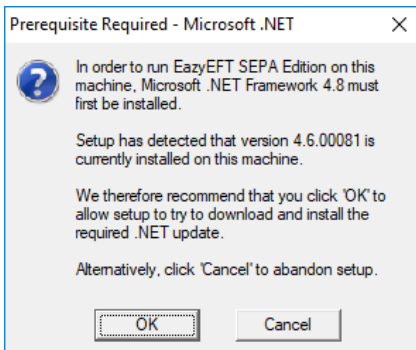 Prerequisite Required - Microsoft .NET
In order to run EazyEFT SEPA Edition on this
machine, Microsoft .NET Framework 4.8 must
first be installed.
Setup has detected that version 4.6.00081 is
currently installed on this machine.
We therefore recommend that you click 'OK' to
allow setup to try to download and install the
required .NET update.
Alternatively, click 'Cancel' to abandon setup.
OK
Cancel